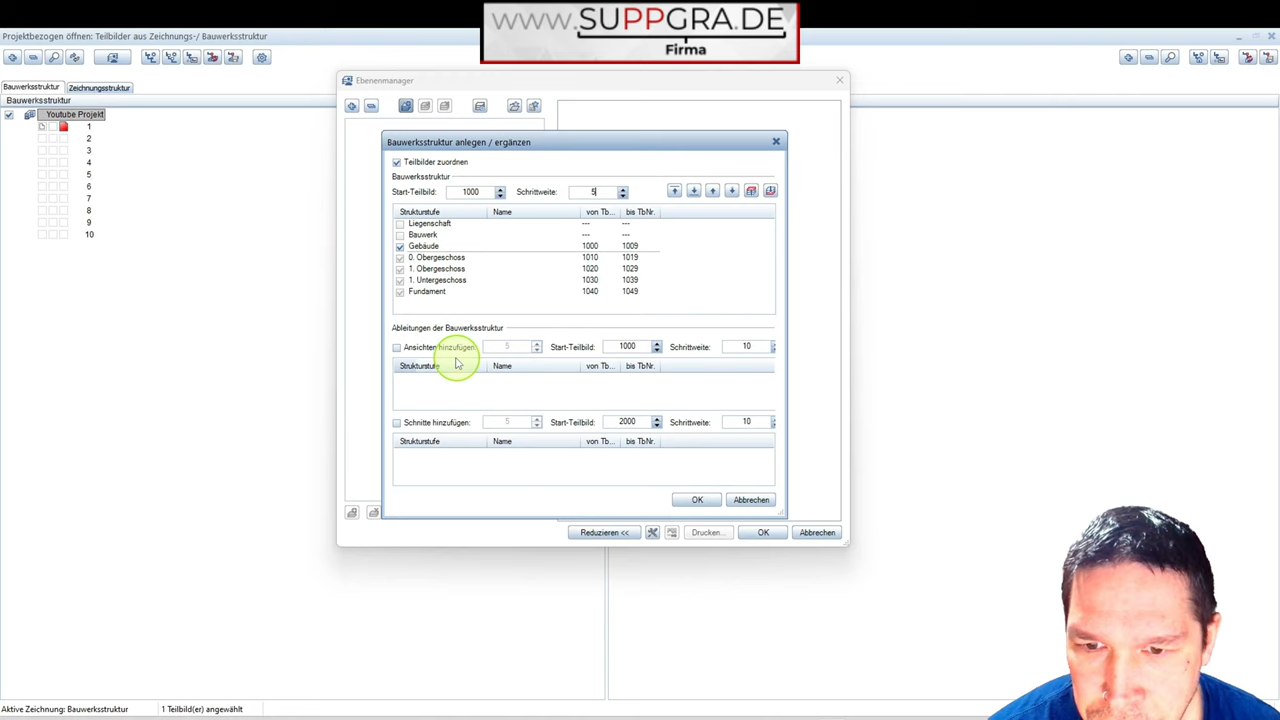 www.SUPPGRA.DE
Firma
Projektbezogen öffnen: Teilbilder aus Zeichnungs-/ Bauwerksstruktur
Bauwerksstruktur
Zeichnungsstruktur
Bauwerksstruktur
Youtube Projekt
1
2
3
4
5
6
7
8
9
10
Ebenenmanager
Bauwerksstruktur anlegen / ergänzen
Teilbilder zuordnen
Bauwerksstruktur
Start-Teilbild: 1000 Schrittweite: 5
Strukturstufe Name von Tb... bis TbNr.
Liegenschaft --- ---
Bauwerk --- ---
Gebäude 1000 1009
0. Obergeschoss 1010 1019
1. Obergeschoss 1020 1029
1. Untergeschoss 1030 1039
Fundament 1040 1049
Ableitungen der Bauwerksstruktur
Ansichten hinzufügen: 5 Start-Teilbild: 1000 Schrittweite: 10
Strukturstufe Name von Tb... bis TbNr.
Schnitte hinzufügen: 5 Start-Teilbild: 2000 Schrittweite: 10
Strukturstufe Name von Tb... bis TbNr.
OK Abbrechen
Reduzieren << Drucken... OK Abbrechen
Aktive Zeichnung: Bauwerksstruktur 1 Teilbild(er) angewählt